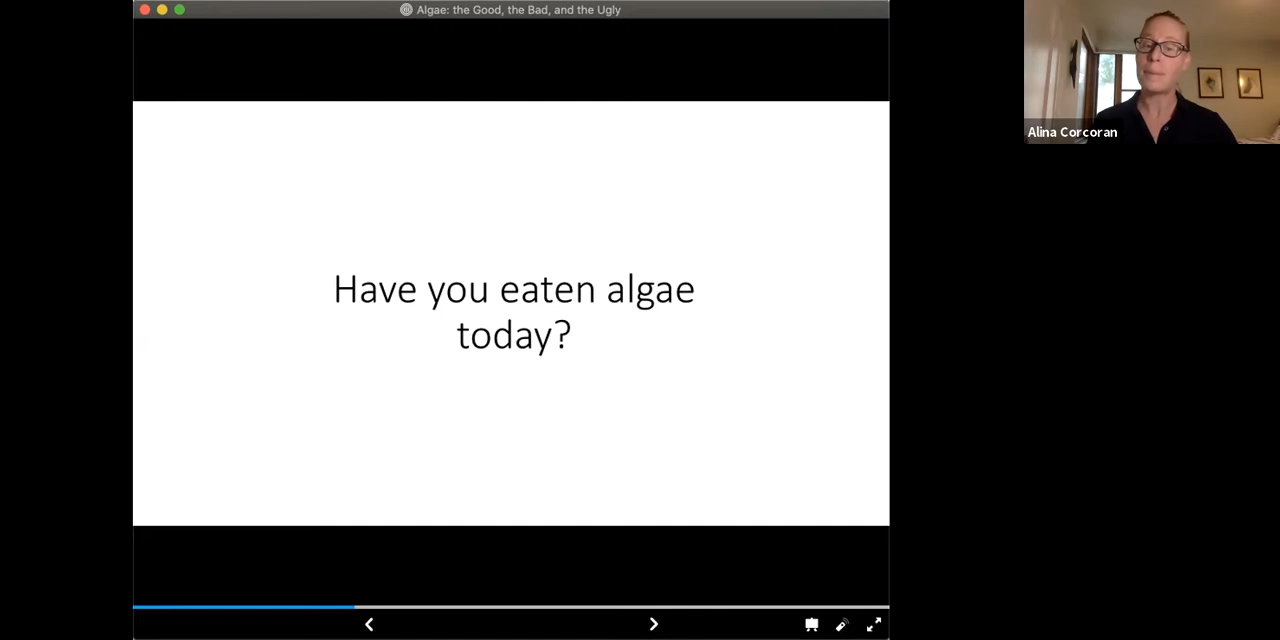 Algae: the Good, the Bad, and the Ugly
Have you eaten algae
today?
Alina Corcoran